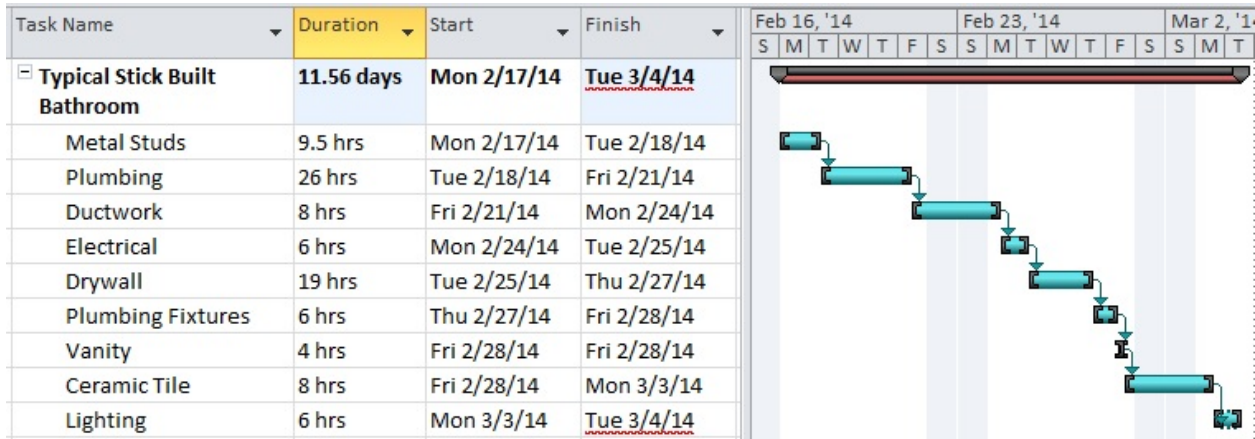 Task Name Duration Start Finish Feb 16, '14 Feb 23, '14 Mar 2, '14
S M T W T F S S M T W T F S S M T
Typical Stick Built 11.56 days Mon 2/17/14 Tue 3/4/14
Bathroom
Metal Studs 9.5 hrs Mon 2/17/14 Tue 2/18/14
Plumbing 26 hrs Tue 2/18/14 Fri 2/21/14
Ductwork 8 hrs Fri 2/21/14 Mon 2/24/14
Electrical 6 hrs Mon 2/24/14 Tue 2/25/14
Drywall 19 hrs Tue 2/25/14 Thu 2/27/14
Plumbing Fixtures 6 hrs Thu 2/27/14 Fri 2/28/14
Vanity 4 hrs Fri 2/28/14 Fri 2/28/14
Ceramic Tile 8 hrs Fri 2/28/14 Mon 3/3/14
Lighting 6 hrs Mon 3/3/14 Tue 3/4/14